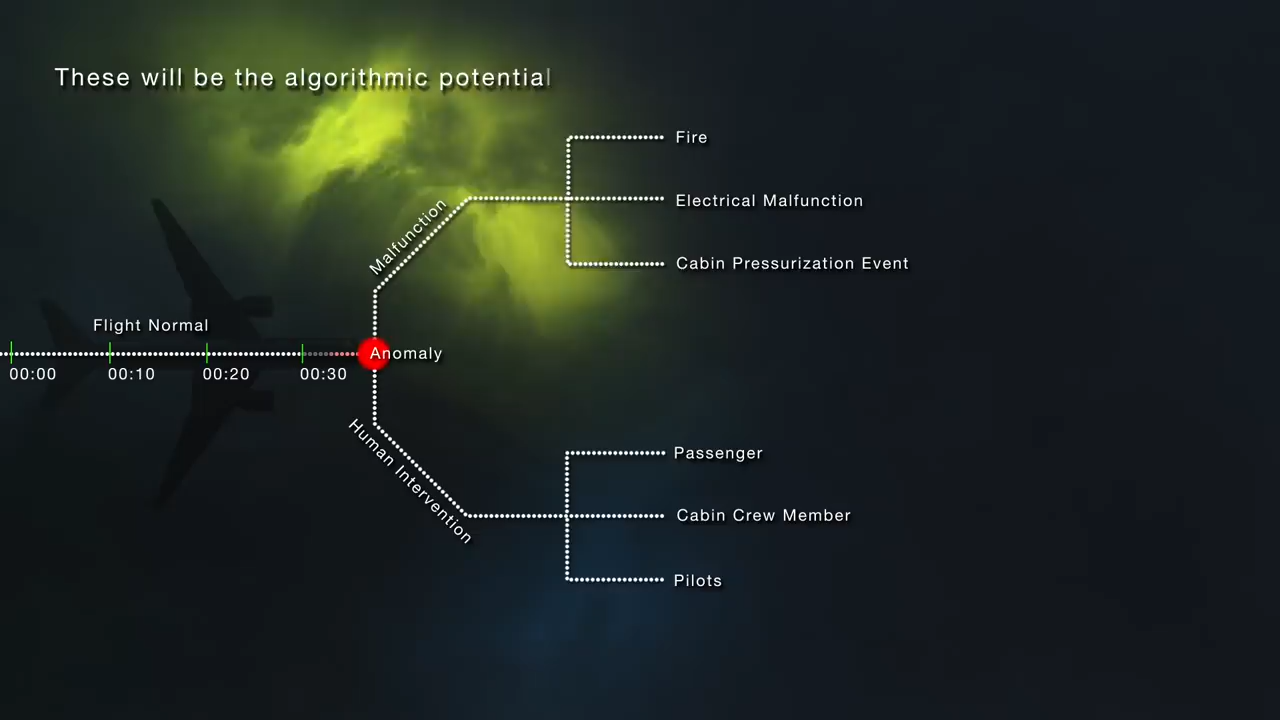 These will be the algorithmic potential
Fire
Electrical Malfunction
Malfunction
Cabin Pressurization Event
Flight Normal
Anomaly
00:00 00:10 00:20 00:30
Human Intervention
Passenger
Cabin Crew Member
Pilots